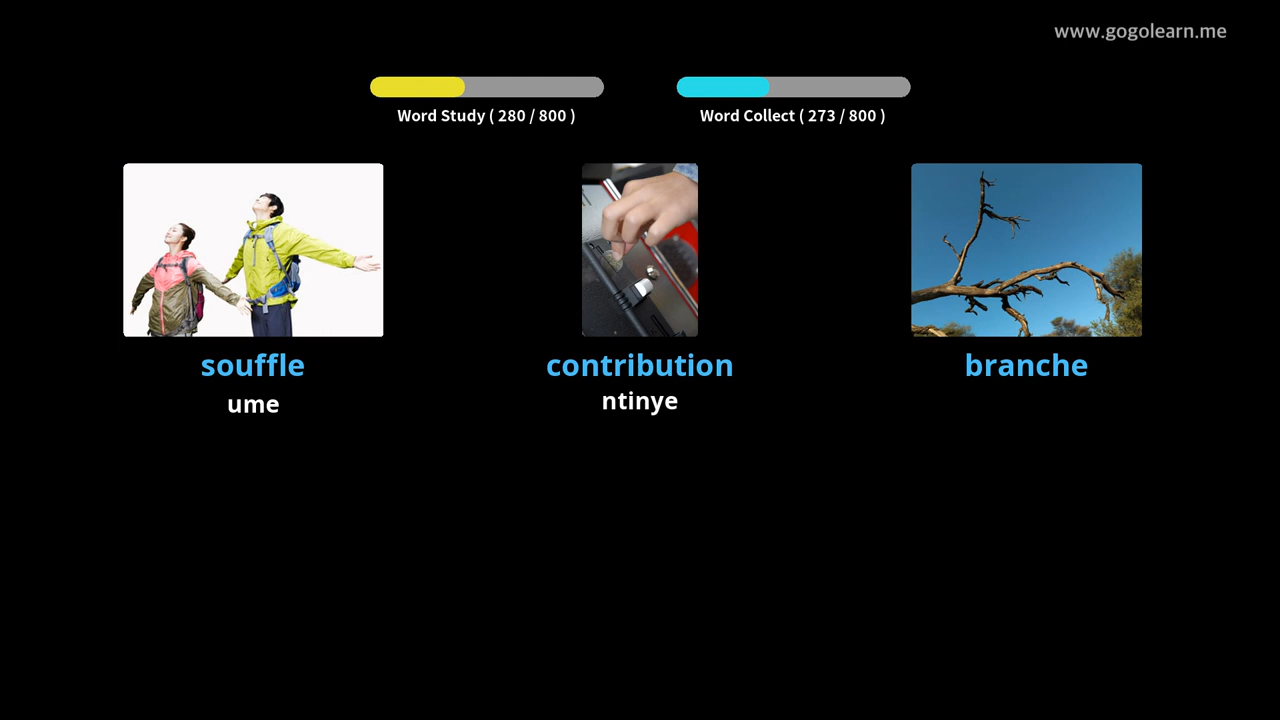 www.gogolearn.me
Word Study ( 280 / 800 )
Word Collect ( 273 / 800 )
souffle
contribution
branche
ume
ntinye